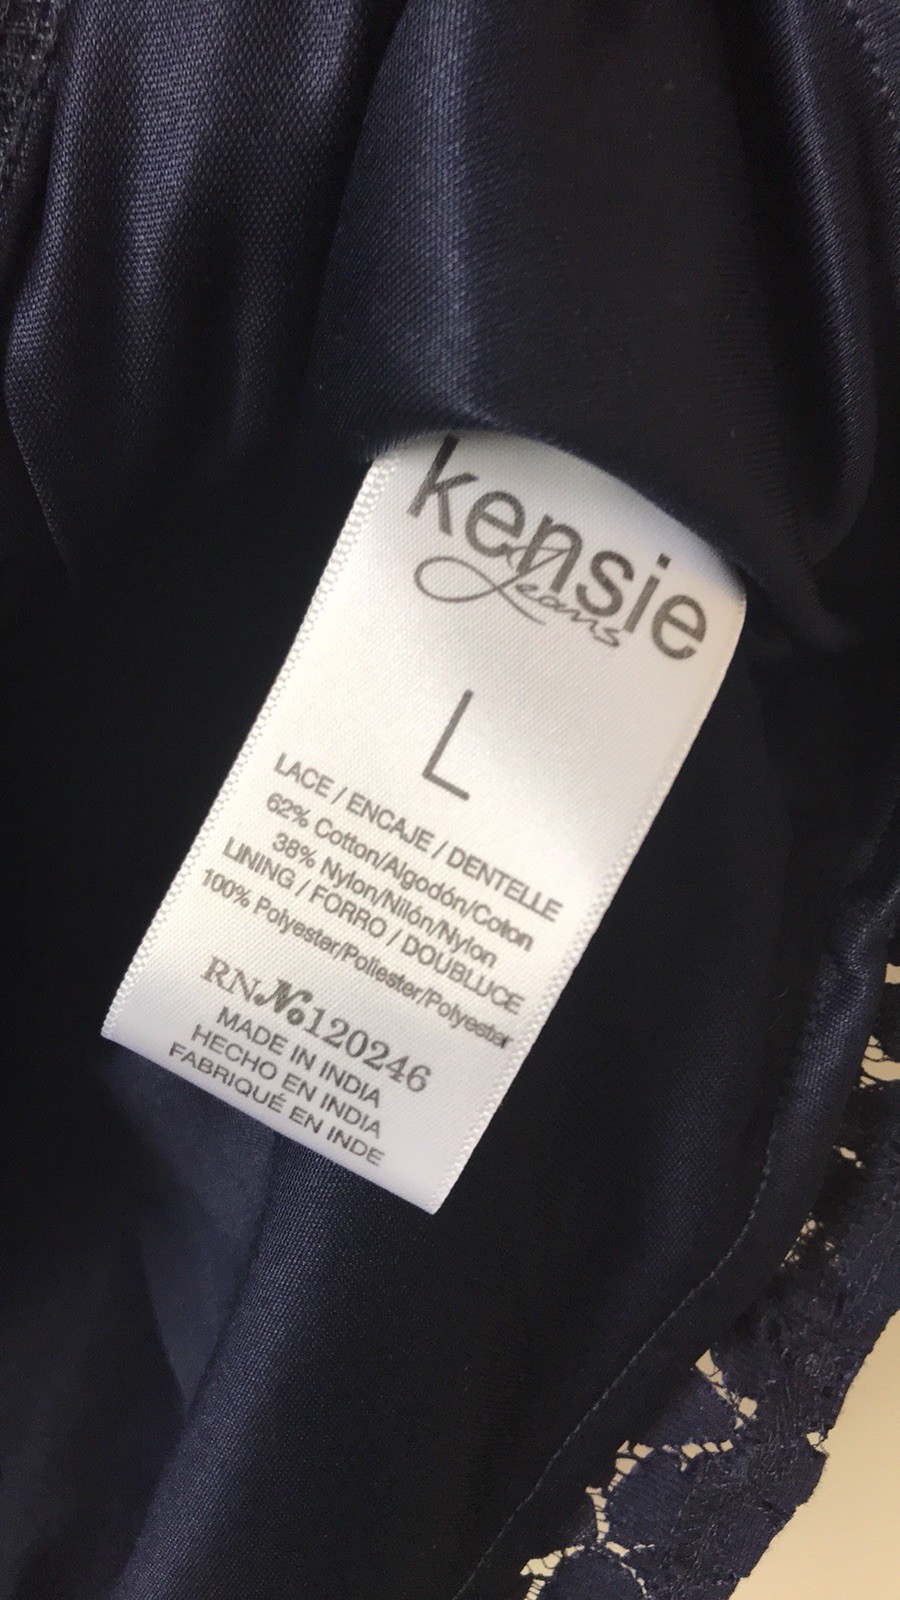 kensie
Jeans
L
LACE / ENCAJE / DENTELLE
62% Cotton/Algodón/Coton
38% Nylon/Nilón/Nylon
LINING / FORRO / DOUBLUCE
100% Polyester/Poliester/Polyester
RN No 120246
MADE IN INDIA
HECHO EN INDIA
FABRIQUÉ EN INDE